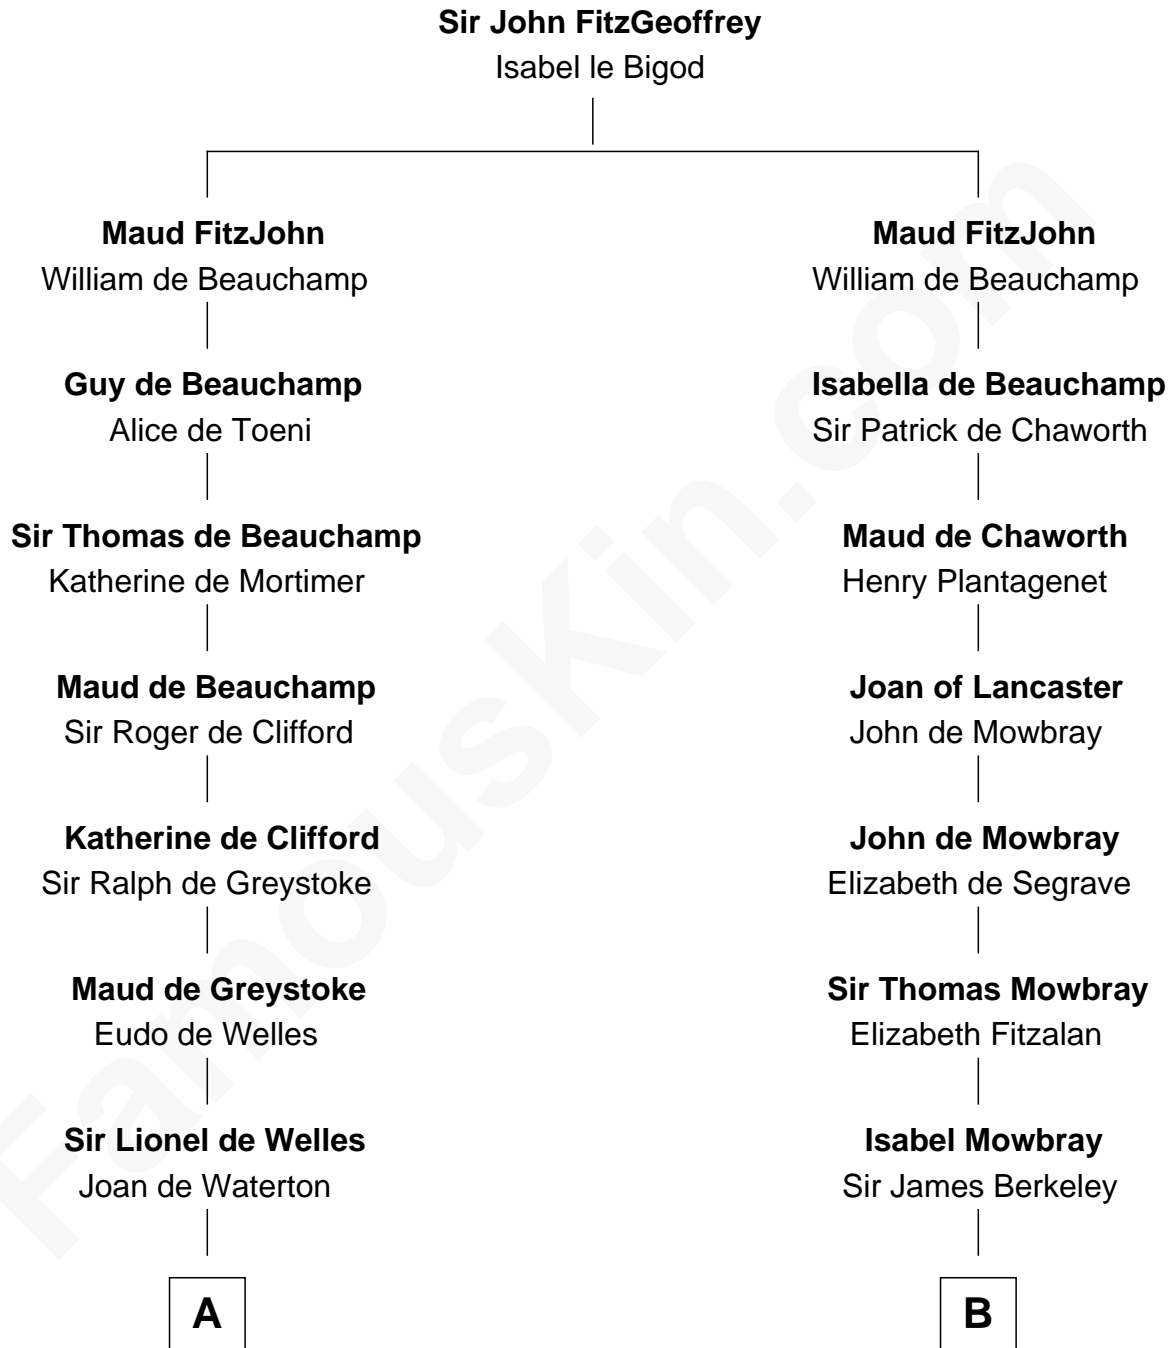 Sir John FitzGeoffrey
Isabel le Bigod
Maud FitzJohn
William de Beauchamp
Guy de Beauchamp
Alice de Toeni
Sir Thomas de Beauchamp
Katherine de Mortimer
Maud de Beauchamp
Sir Roger de Clifford
Katherine de Clifford
Sir Ralph de Greystoke
Maud de Greystoke
Eudo de Welles
Sir Lionel de Welles
Joan de Waterton
A
Maud FitzJohn
William de Beauchamp
Isabella de Beauchamp
Sir Patrick de Chaworth
Maud de Chaworth
Henry Plantagenet
Joan of Lancaster
John de Mowbray
John de Mowbray
Elizabeth de Segrave
Sir Thomas Mowbray
Elizabeth Fitzalan
Isabel Mowbray
Sir James Berkeley
B
FamousKin.com